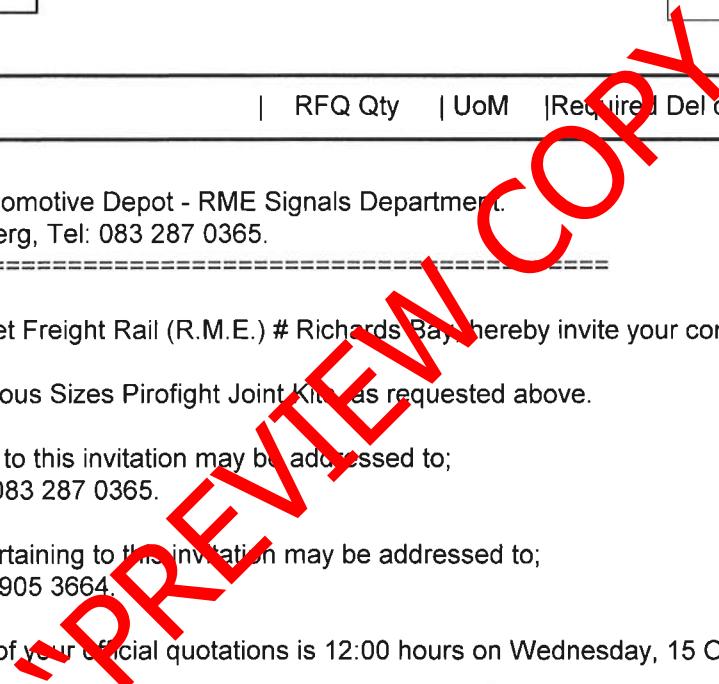 | RFQ Qty | UoM |Required Del d
omotive Depot - RME Signals Department.
erg, Tel: 083 287 0365.
==========================================
et Freight Rail (R.M.E.) # Richards Bay, hereby invite your con
ous Sizes Pirofight Joint Kits as requested above.
to this invitation may be addressed to;
083 287 0365.
rtaining to this invitation may be addressed to;
905 3664.
of your official quotations is 12:00 hours on Wednesday, 15 O
"PREVIEW COPY